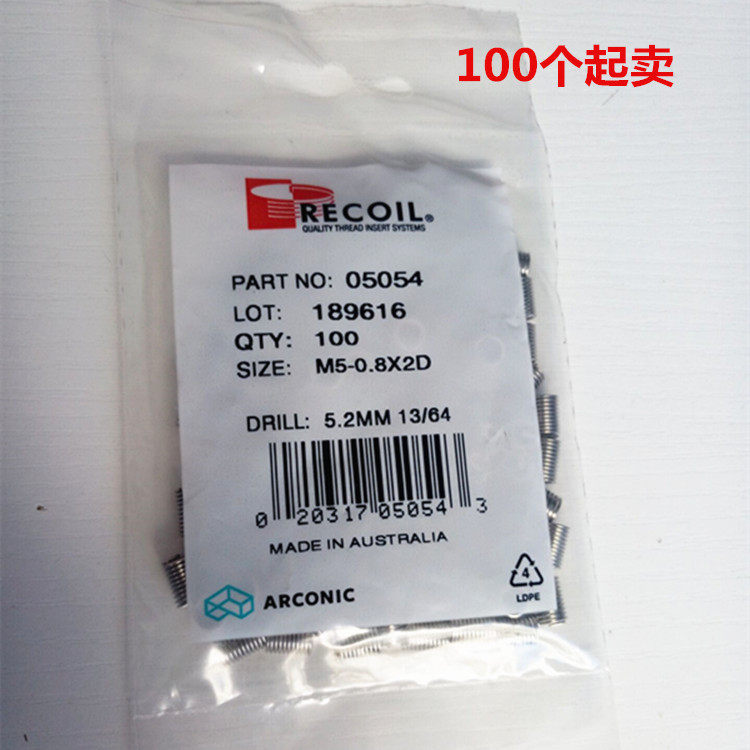 100个起卖
RECOIL®
QUALITY THREAD INSERT SYSTEMS
PART NO: 05054
LOT: 189616
QTY: 100
SIZE: M5-0.8X2D
DRILL: 5.2MM 13/64
0 20317 05054 3
MADE IN AUSTRALIA
4
LDPE
ARCONIC